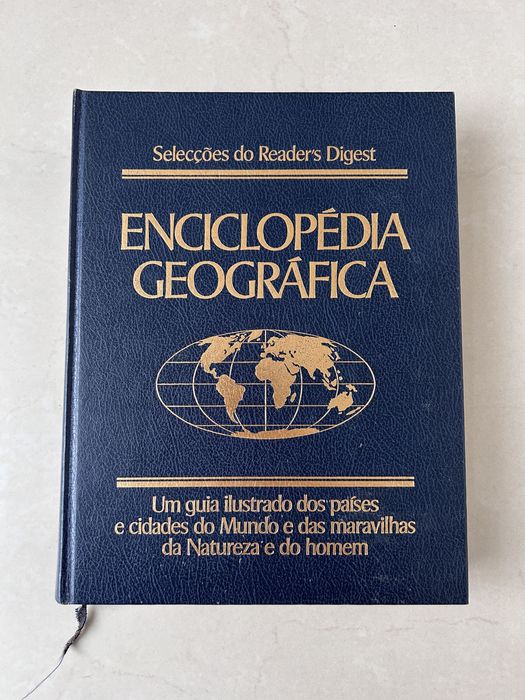 Selecções do Reader's Digest
ENCICLOPÉDIA
GEOGRÁFICA
Um guia ilustrado dos países
e cidades do Mundo e das maravilhas
da Natureza e do homem